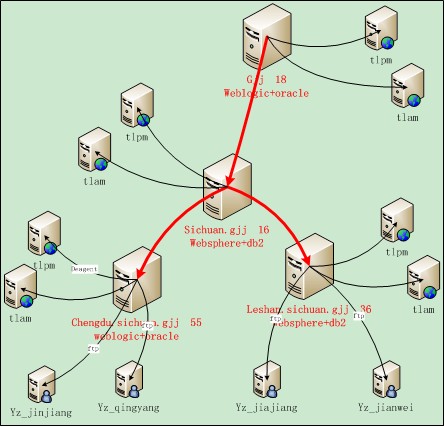 Gjj 18
Weblogic+oracle
tlpm
tlam
tlpm
tlam
Sichuan.gjj 16
Websphere+db2
tlpm
tlam
Deagent
Chengdu.sichuan.gjj 55
weblogic+oracle
ftp
ftp
Leshan.sichuan.gjj 36
Websphere+db2
ftp
ftp
tlpm
tlam
Yz_jinjiang
Yz_qingyang
Yz_jiajiang
Yz_jianwei